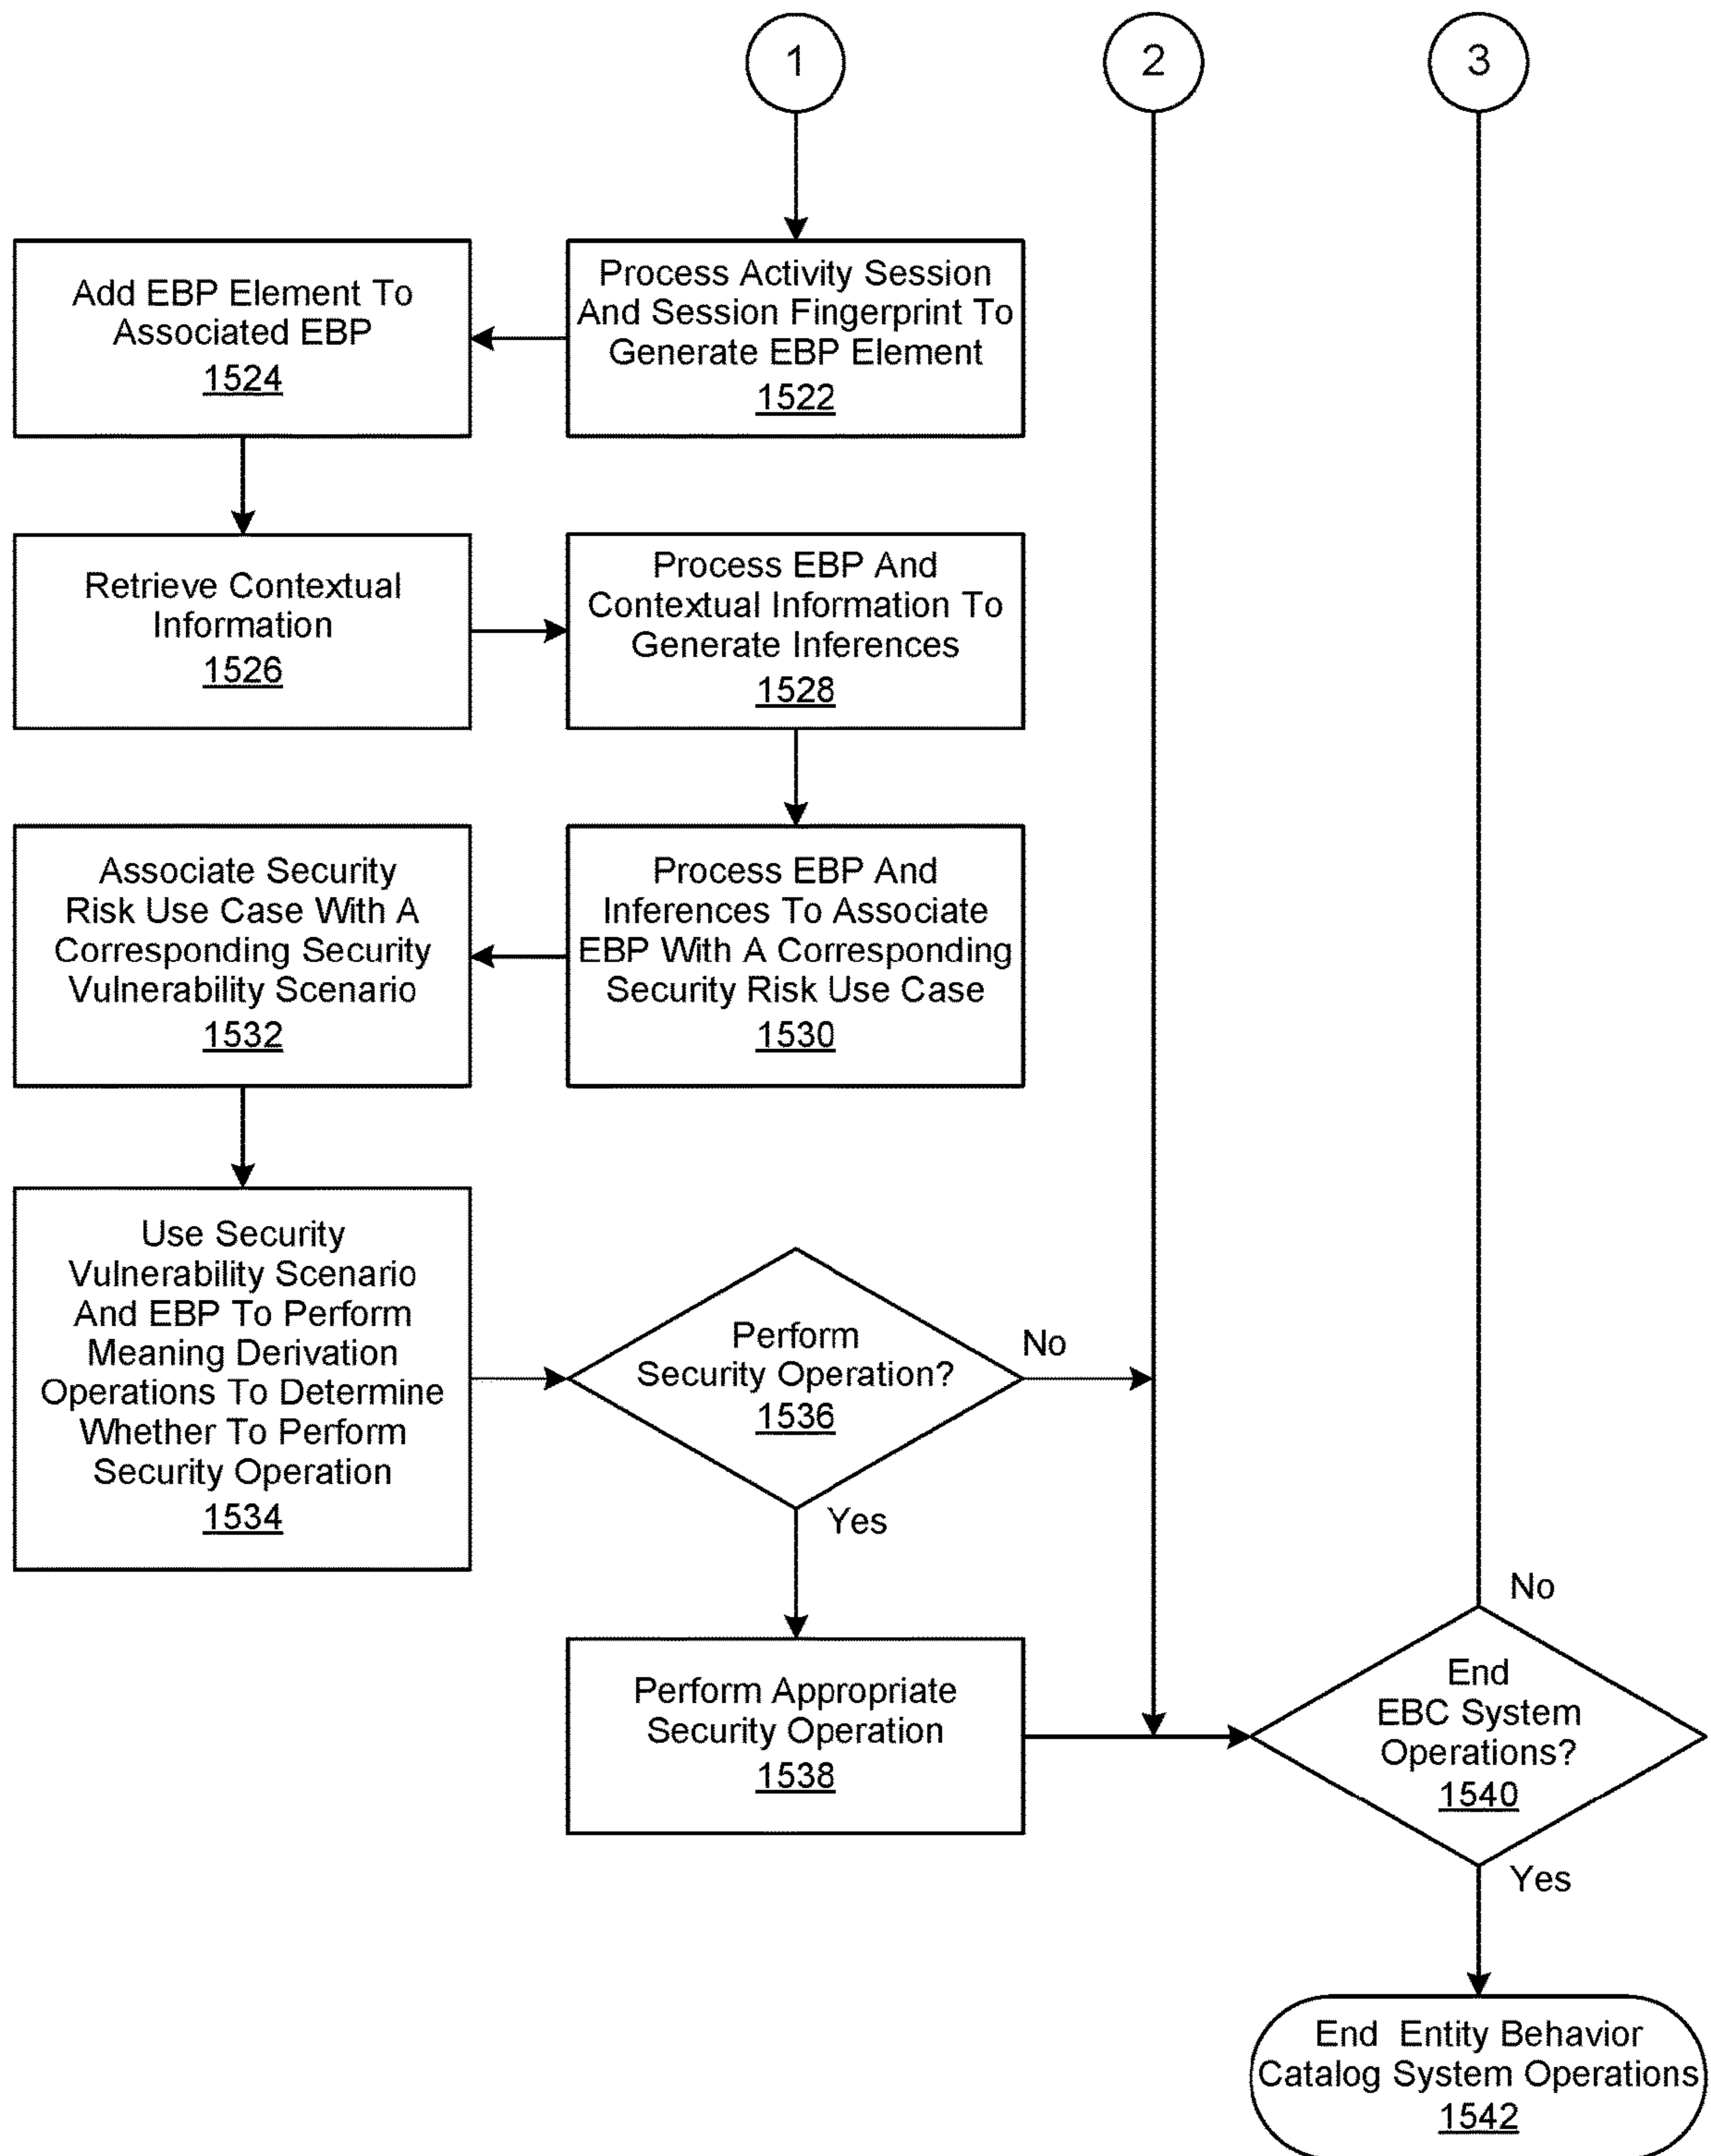 1
2
3
Process Activity Session
And Session Fingerprint To
Generate EBP Element
1522
Add EBP Element To
Associated EBP
1524
Retrieve Contextual
Information
1526
Process EBP And
Contextual Information To
Generate Inferences
1528
Process EBP And
Inferences To Associate
EBP With A Corresponding
Security Risk Use Case
1530
Associate Security
Risk Use Case With A
Corresponding Security
Vulnerability Scenario
1532
Use Security
Vulnerability Scenario
And EBP To Perform
Meaning Derivation
Operations To Determine
Whether To Perform
Security Operation
1534
Perform
Security Operation?
1536
No
Yes
Perform Appropriate
Security Operation
1538
No
End
EBC System
Operations?
1540
Yes
End Entity Behavior
Catalog System Operations
1542